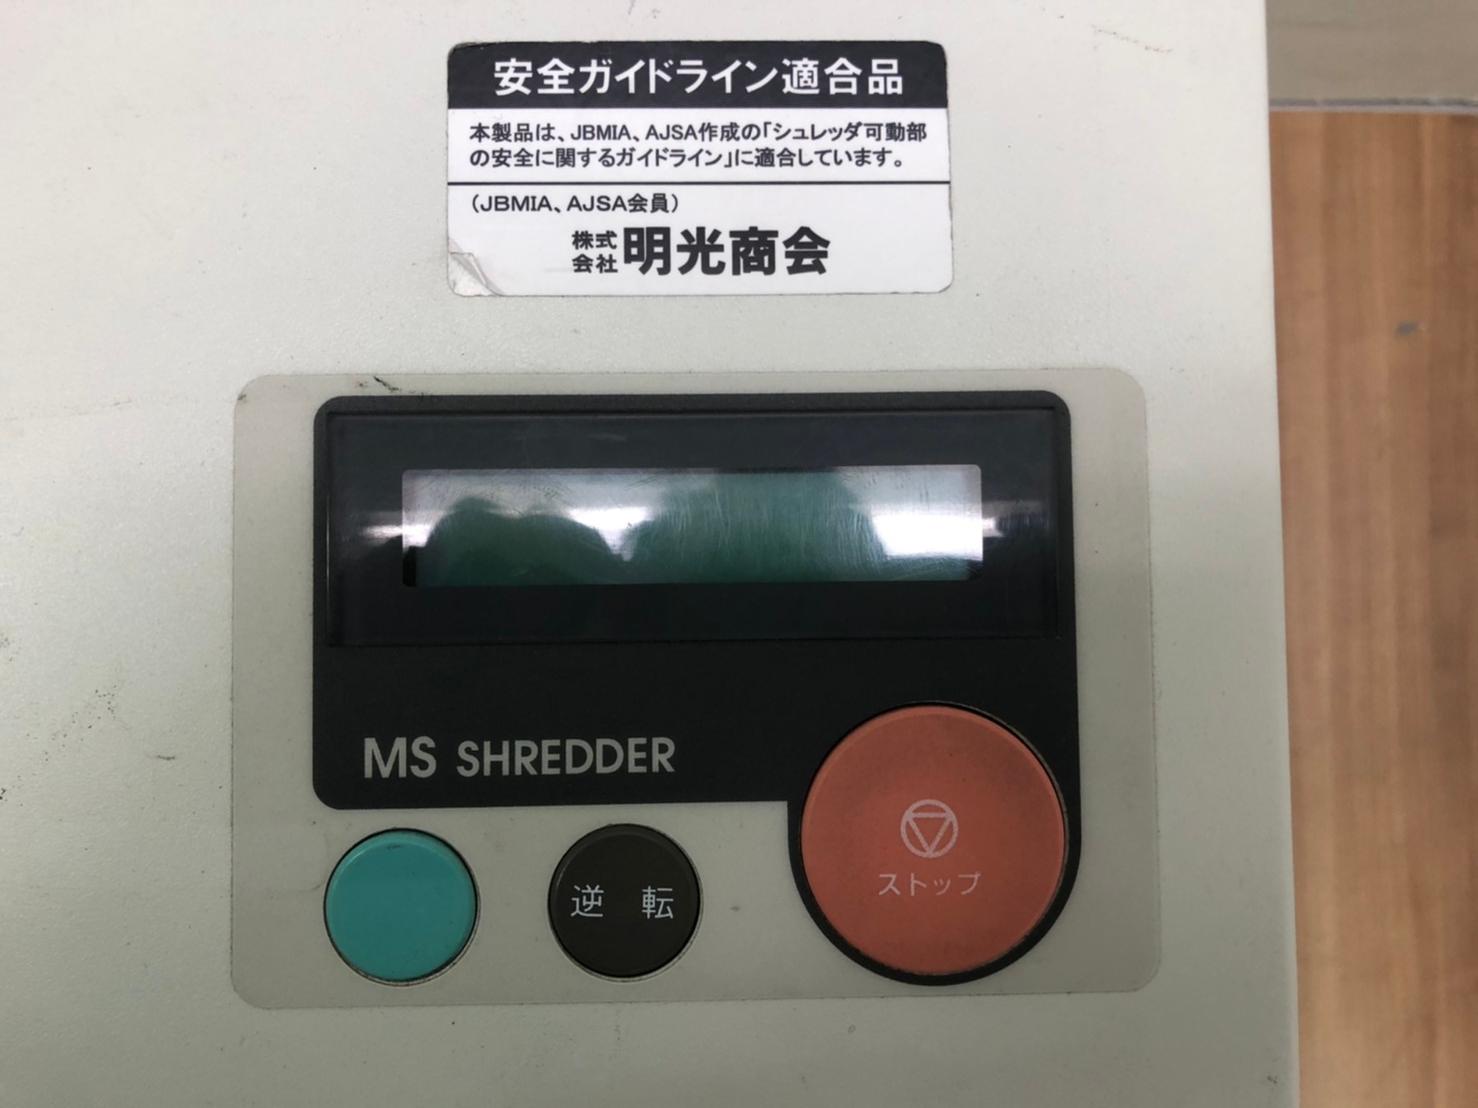 安全ガイドライン適合品
本製品は、JBMIA、AJSA作成の「シュレッダ可動部
の安全に関するガイドライン」に適合しています。
（JBMIA、AJSA会員）
株式会社 明光商会
MS SHREDDER
逆 転
ストップ